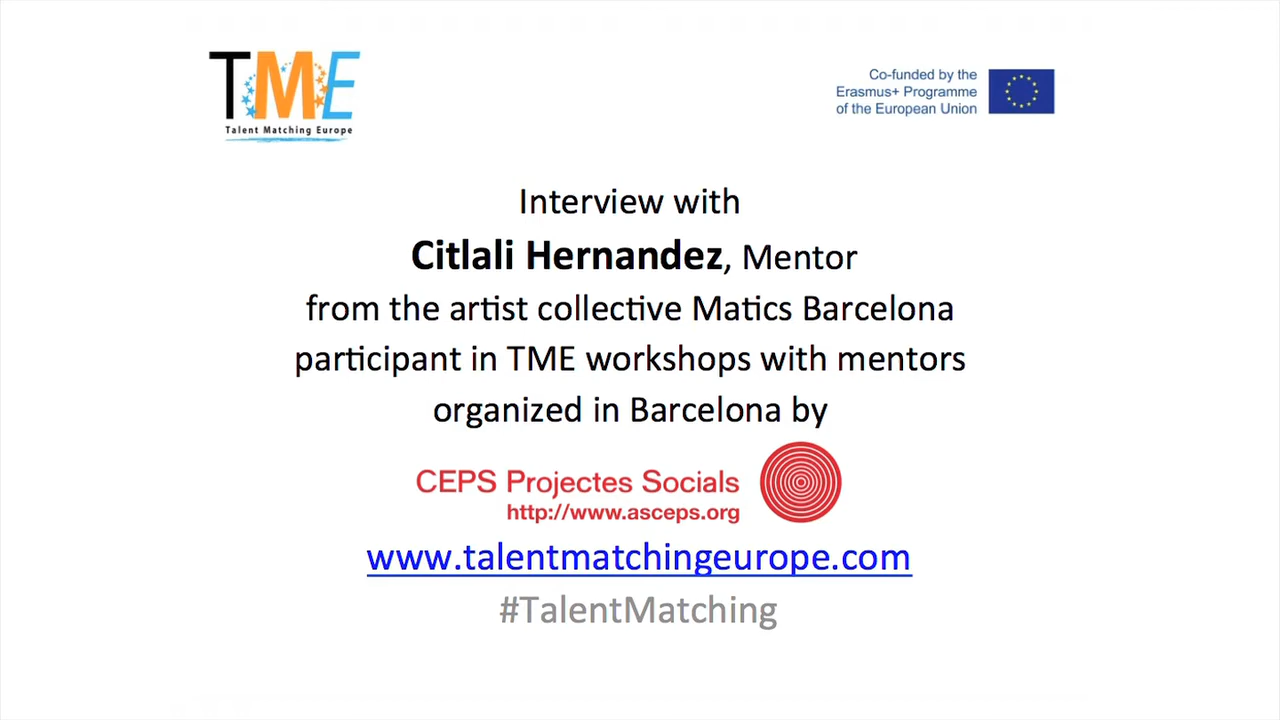 TME
Talent Matching Europe
Co-funded by the
Erasmus+ Programme
of the European Union
Interview with
Citlali Hernandez, Mentor
from the artist collective Matics Barcelona
participant in TME workshops with mentors
organized in Barcelona by
CEPS Projectes Socials
http://www.asceps.org
www.talentmatchingeurope.com
#TalentMatching